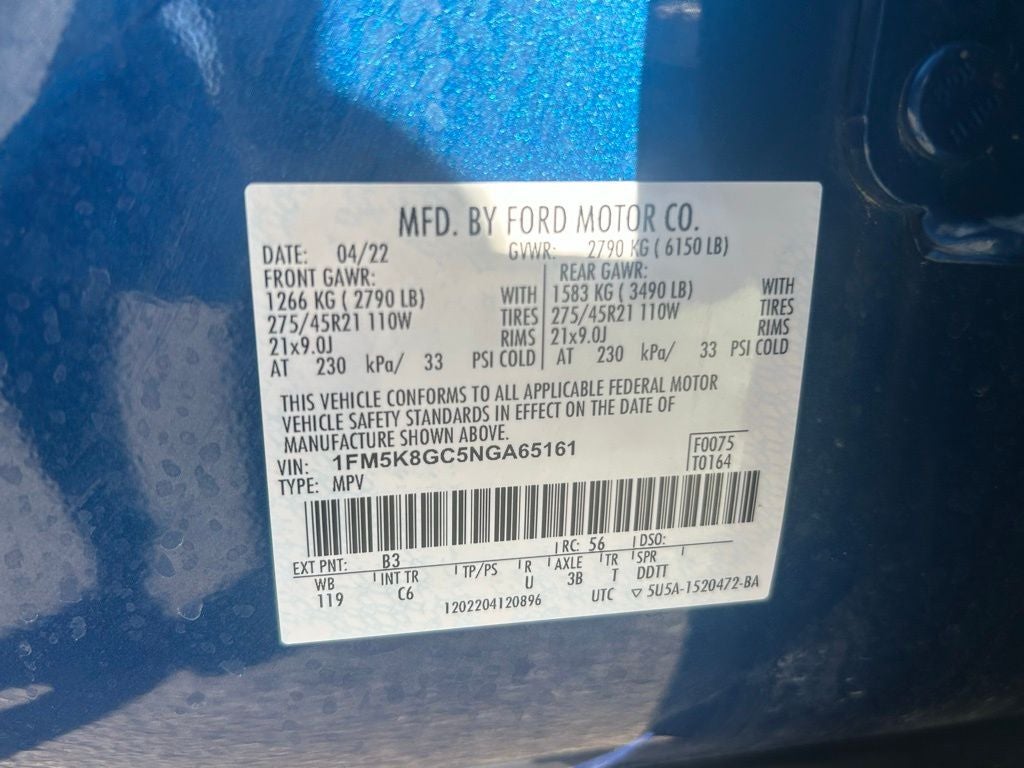 MFD. BY FORD MOTOR CO.
DATE: 04/22 GVWR: 2790 KG ( 6150 LB)
FRONT GAWR: REAR GAWR:
1266 KG ( 2790 LB) WITH 1583 KG ( 3490 LB) WITH
275/45R21 110W TIRES 275/45R21 110W TIRES
21x9.0J RIMS 21x9.0J RIMS
AT 230 kPa/ 33 PSI COLD AT 230 kPa/ 33 PSI COLD
THIS VEHICLE CONFORMS TO ALL APPLICABLE FEDERAL MOTOR
VEHICLE SAFETY STANDARDS IN EFFECT ON THE DATE OF
MANUFACTURE SHOWN ABOVE.
VIN: 1FM5K8GC5NGA65161 F0075
TYPE: MPV T0164
EXT PNT: B3 RC: 56 DSO:
WB INT TR TP/PS R AXLE TR SPR
119 C6 U 3B T DDTT
1202204120896 UTC ▽ 5U5A-1520472-BA